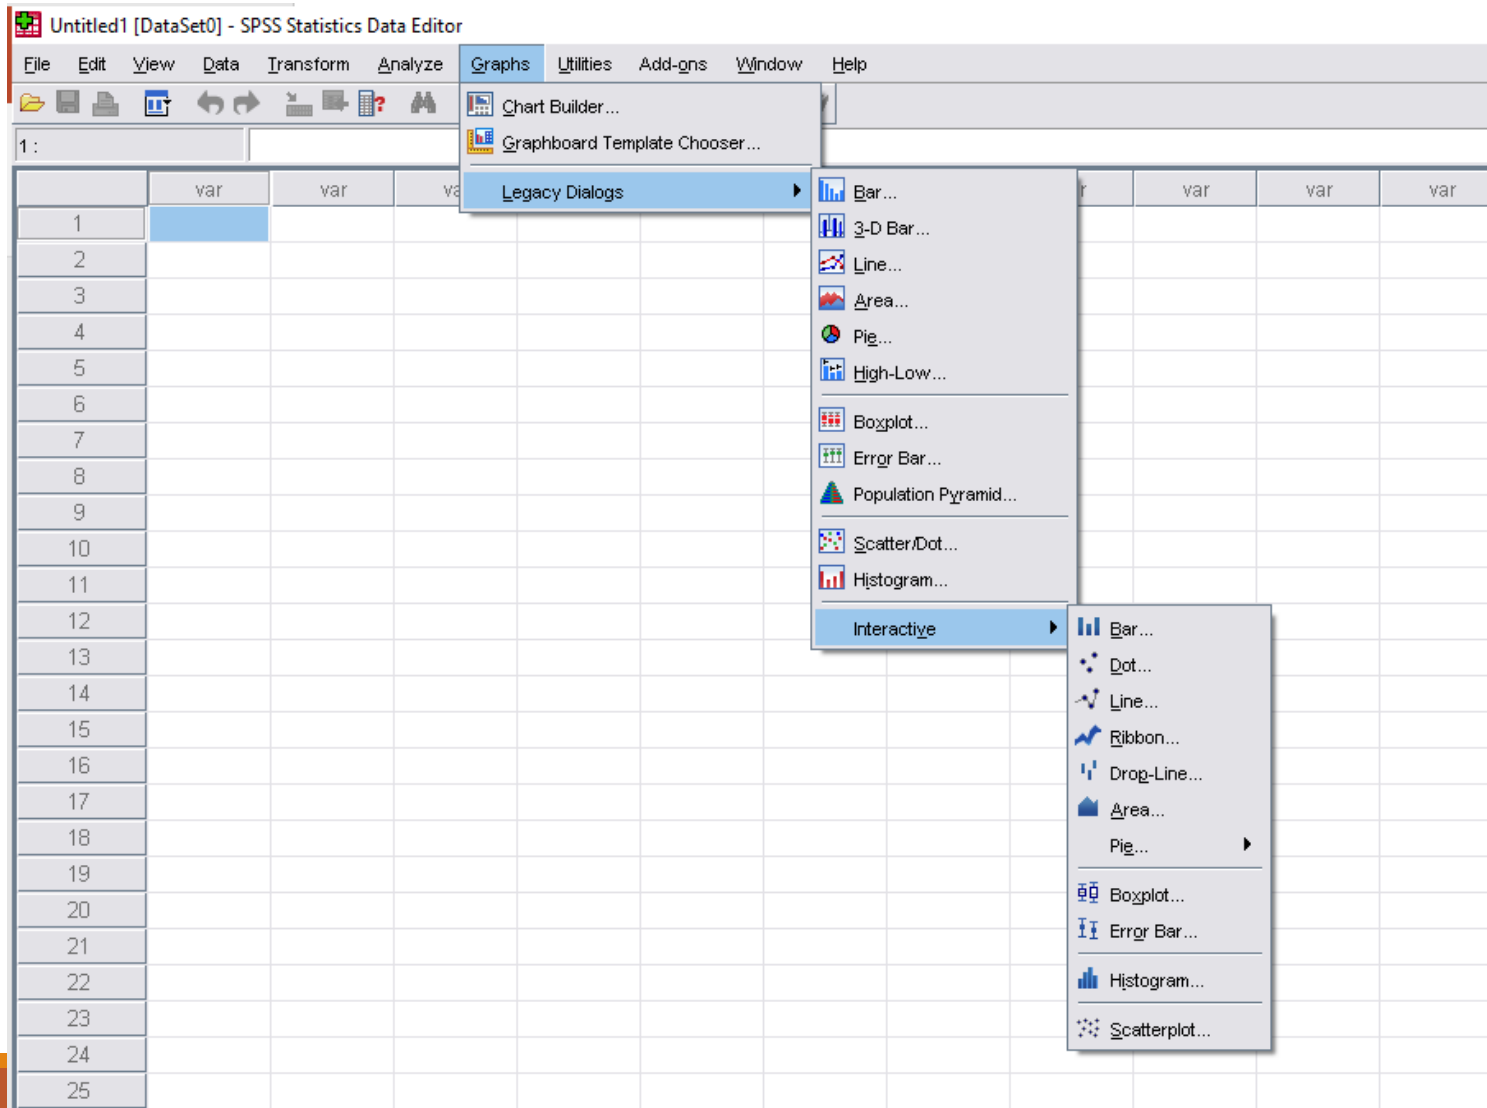 Untitled1 [DataSet0] - SPSS Statistics Data Editor
File Edit View Data Transform Analyze Graphs Utilities Add-ons Window Help
Chart Builder...
Graphboard Template Chooser...
Legacy Dialogs
1 :
var var var var var
Bar...
3-D Bar...
Line...
Area...
Pie...
High-Low...
Boxplot...
Error Bar...
Population Pyramid...
Scatter/Dot...
Histogram...
Interactive
Bar...
Dot...
Line...
Ribbon...
Drop-Line...
Area...
Pie...
Boxplot...
Error Bar...
Histogram...
Scatterplot...
1
2
3
4
5
6
7
8
9
10
11
12
13
14
15
16
17
18
19
20
21
22
23
24
25